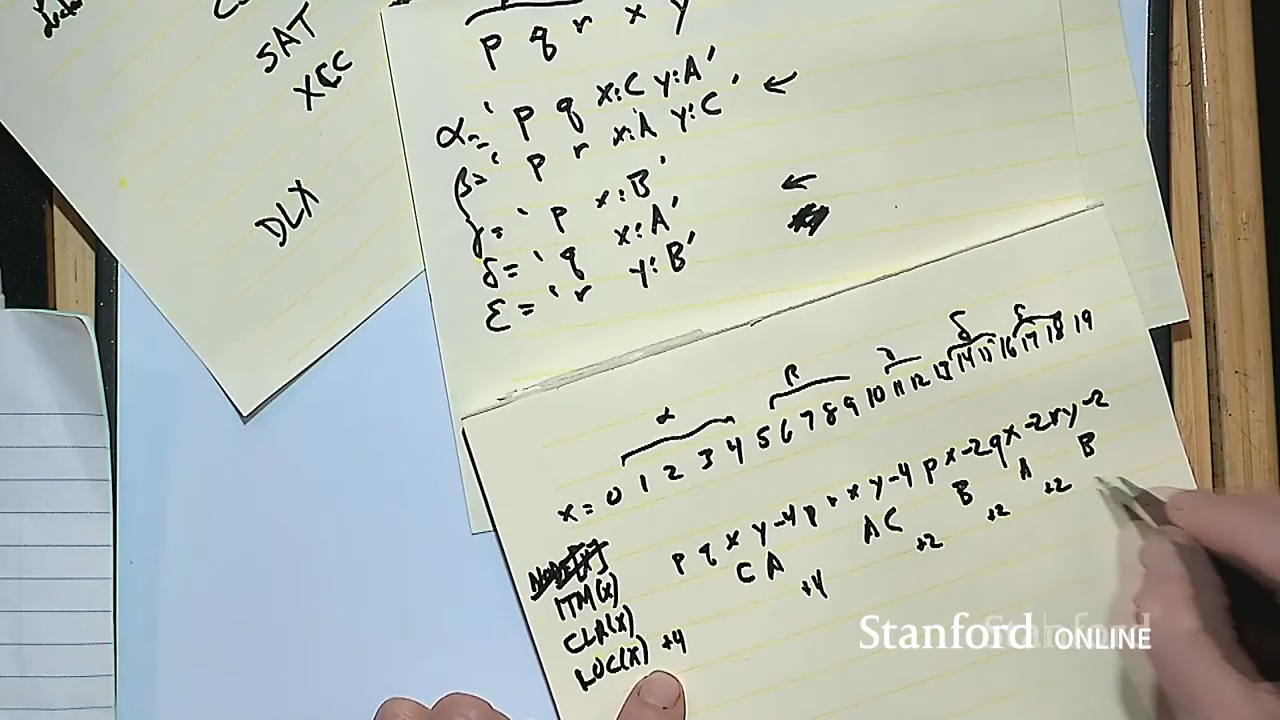 SAT
XCC
DLX
p q r x y
α = ' p q x:C y:A '
β = ' p r x:A y:C ' ←
γ = ' p x:B '
δ = ' q x:A ' ←
ε = ' r y:B '
α β γ δ ε
x = 0 1 2 3 4 5 6 7 8 9 10 11 12 13 14 15 16 17 18 19
ITM(x) p q x y -4 p r x y -4 p x -2 q x -2 r y -2
CLR(x) C A A C B A B
LOC(x) +4 +4 +2 +2 +2
Stanford ONLINE